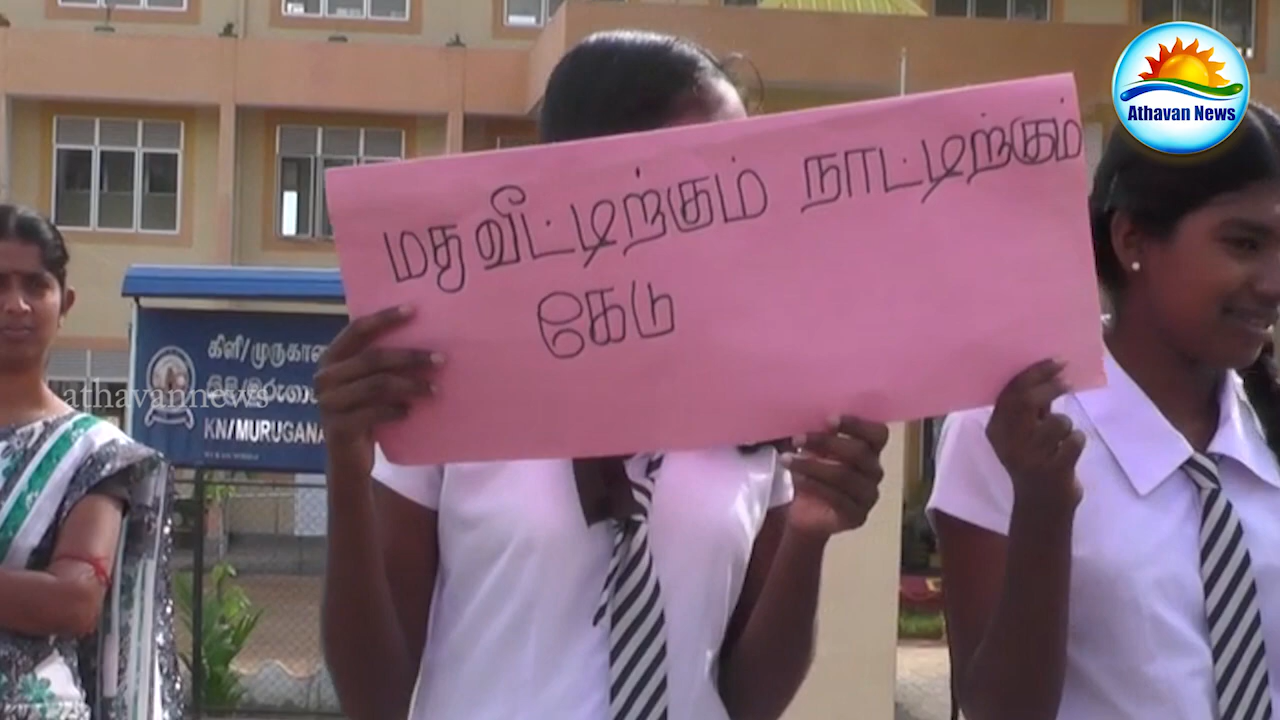 Athavan News
மது வீட்டிற்கும் நாட்டிற்கும்
கேடு
கிளி/முருகா
athavannews
KN/MURUGANA